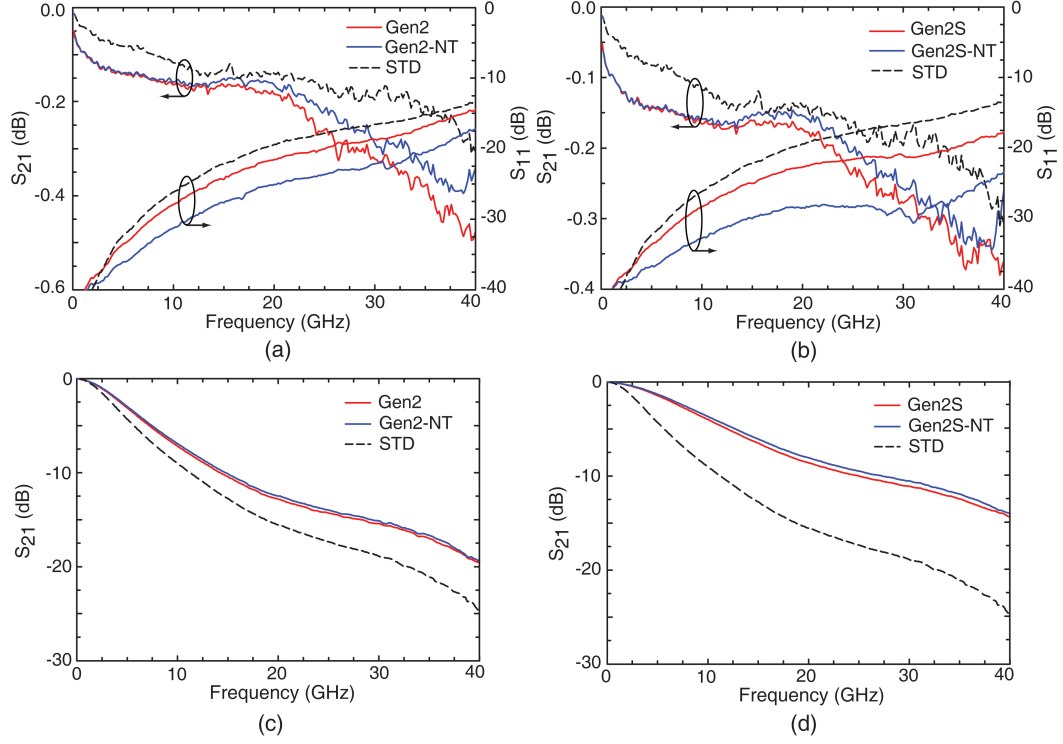 0.0
-0.2
-0.4
-0.6
S21 (dB)
Gen2
Gen2-NT
STD
0
-10
-20
-30
-40
S11 (dB)
0 10 20 30 40
Frequency (GHz)
(a)
0.0
-0.1
-0.2
-0.3
-0.4
S21 (dB)
Gen2S
Gen2S-NT
STD
0
-10
-20
-30
-40
S11 (dB)
0 10 20 30 40
Frequency (GHz)
(b)
0
-10
-20
-30
S21 (dB)
Gen2
Gen2-NT
STD
0 10 20 30 40
Frequency (GHz)
(c)
0
-10
-20
-30
S21 (dB)
Gen2S
Gen2S-NT
STD
0 10 20 30 40
Frequency (GHz)
(d)